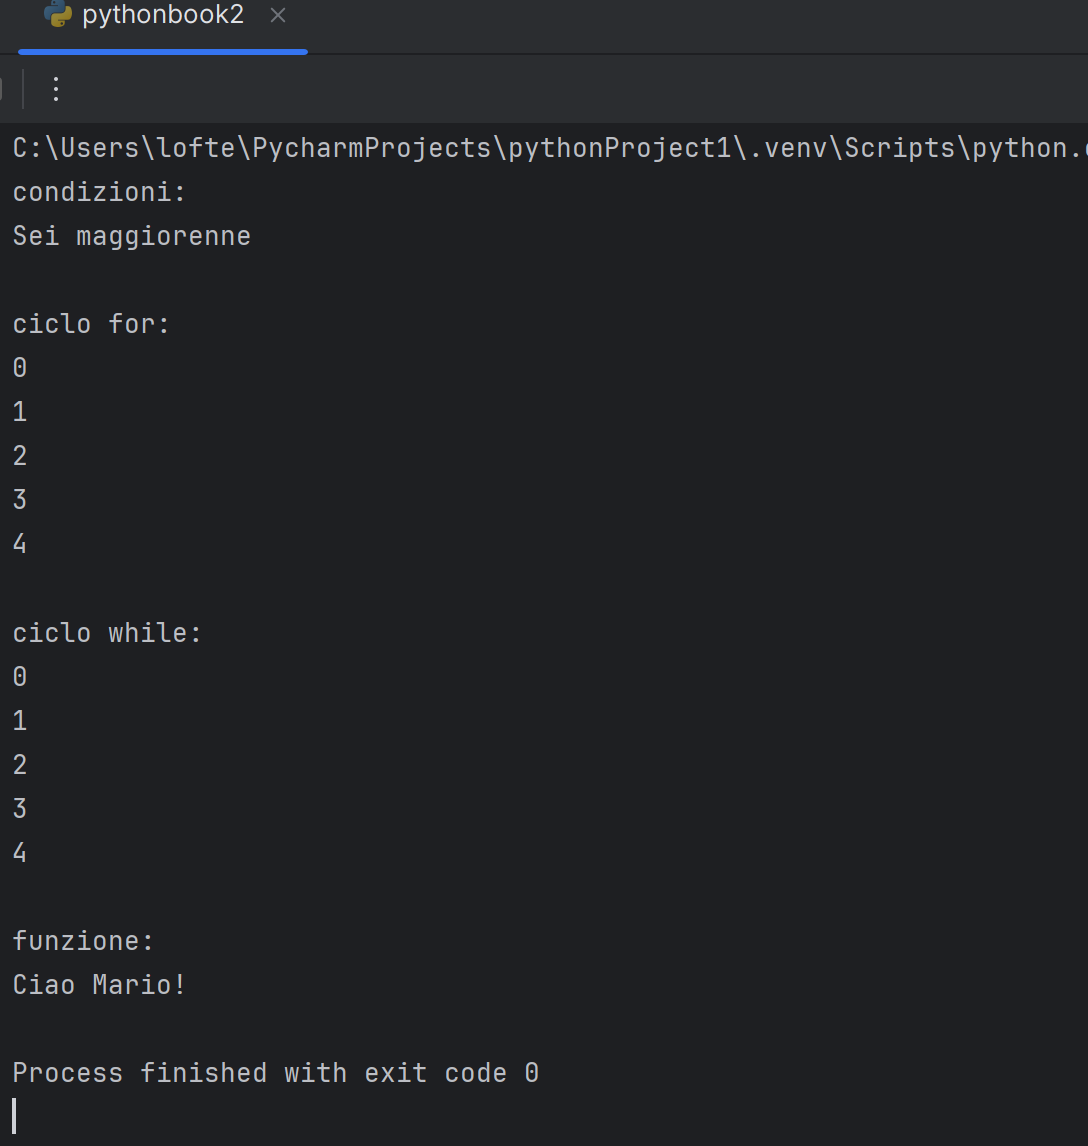 pythonbook2
C:\Users\lofte\PycharmProjects\pythonProject1\.venv\Scripts\python.
condizioni:
Sei maggiorenne
ciclo for:
0
1
2
3
4
ciclo while:
0
1
2
3
4
funzione:
Ciao Mario!
Process finished with exit code 0